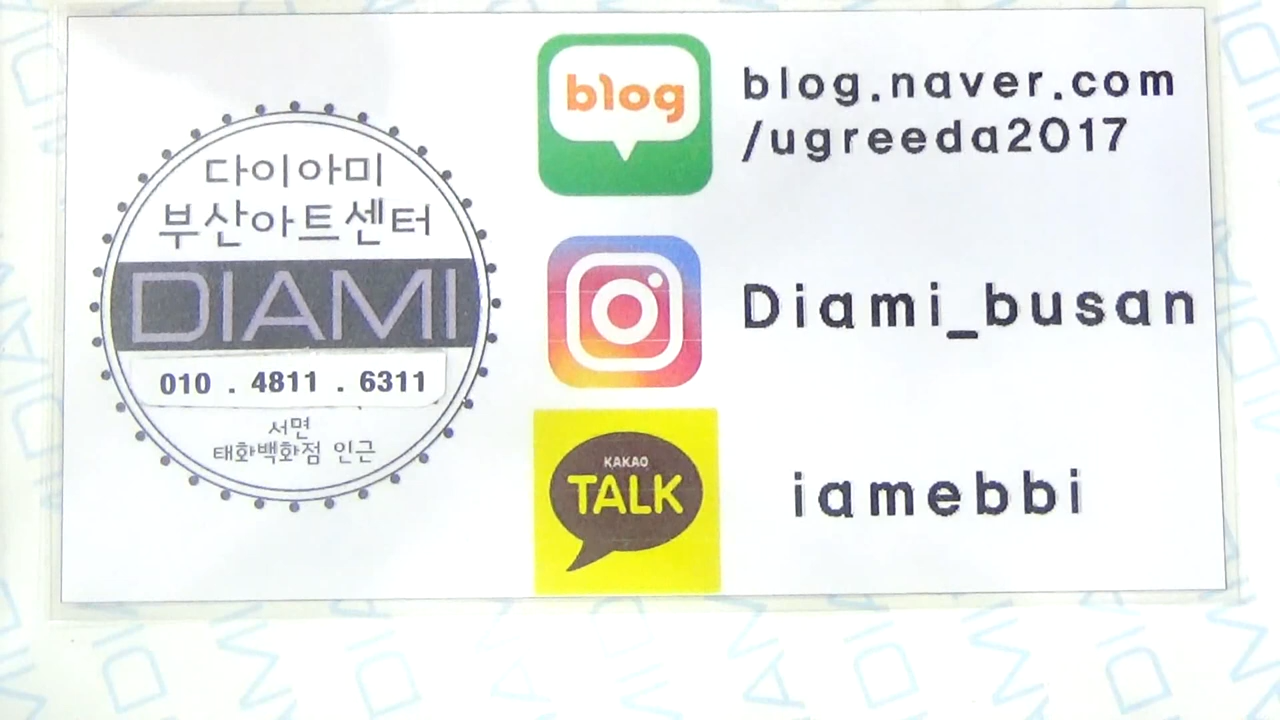 다이아미
부산아트센터
DIAMI
010 . 4811 . 6311
서면
태화백화점 인근
blog
blog.naver.com
/ugreeda2017
Diami_busan
KAKAO
TALK
iamebbi